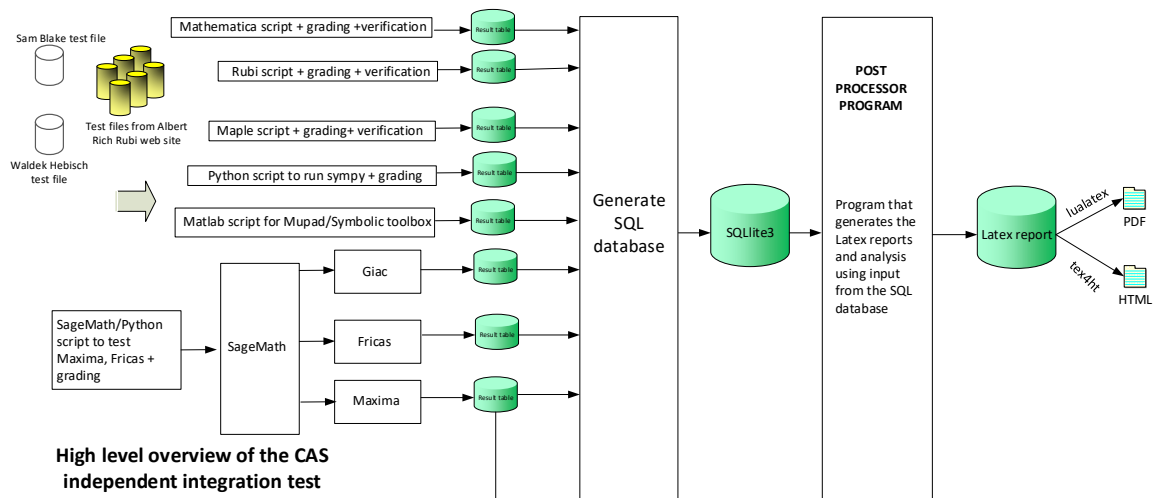 Sam Blake test file
Test files from Albert
Rich Rubi web site
Waldek Hebisch
test file
Mathematica script + grading +verification
Rubi script + grading + verification
Maple script + grading+ verification
Python script to run sympy + grading
Matlab script for Mupad/Symbolic toolbox
SageMath/Python
script to test
Maxima, Fricas +
grading
SageMath
Giac
Fricas
Maxima
Result table
Result table
Result table
Result table
Result table
Result table
Result table
Result table
Generate
SQL
database
SQLlite3
POST
PROCESSOR
PROGRAM
Program that
generates the
Latex reports
and analysis
using input
from the SQL
database
Latex report
lualatex
PDF
tex4ht
HTML
High level overview of the CAS
independent integration test